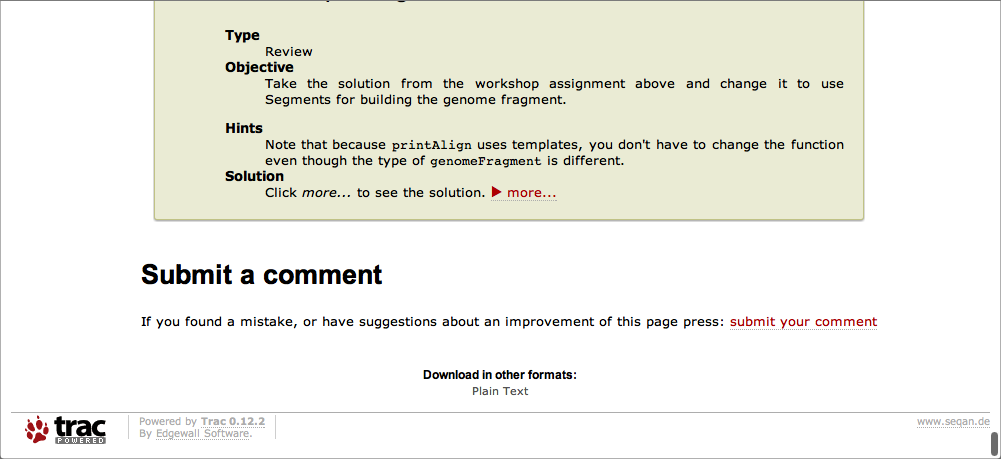 Type
Review
Objective
Take the solution from the workshop assignment above and change it to use
Segments for building the genome fragment.
Hints
Note that because printAlign uses templates, you don't have to change the function
even though the type of genomeFragment is different.
Solution
Click more... to see the solution. ▶ more...
Submit a comment
If you found a mistake, or have suggestions about an improvement of this page press: submit your comment
Download in other formats:
Plain Text
trac
POWERED
Powered by Trac 0.12.2
By Edgewall Software.
www.seqan.de